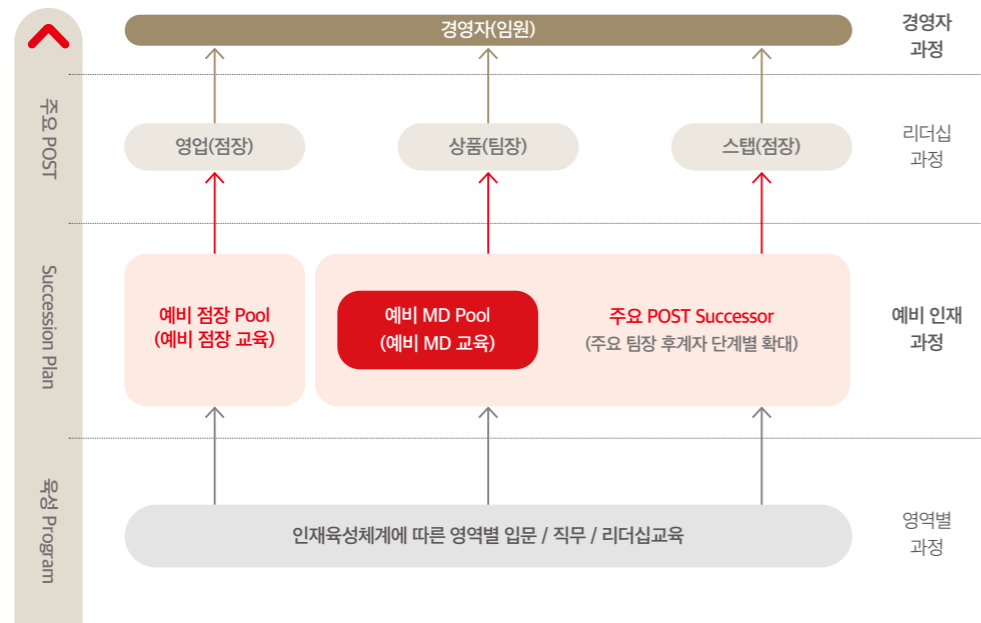 경영자(임원)
경영자
과정
주요 POST
영업(점장)
상품(팀장)
스탭(점장)
리더십
과정
Succession Plan
예비 점장 Pool
(예비 점장 교육)
예비 MD Pool
(예비 MD 교육)
주요 POST Successor
(주요 팀장 후계자 단계별 확대)
예비 인재
과정
육성 Program
인재육성체계에 따른 영역별 입문 / 직무 / 리더십교육
영역별
과정